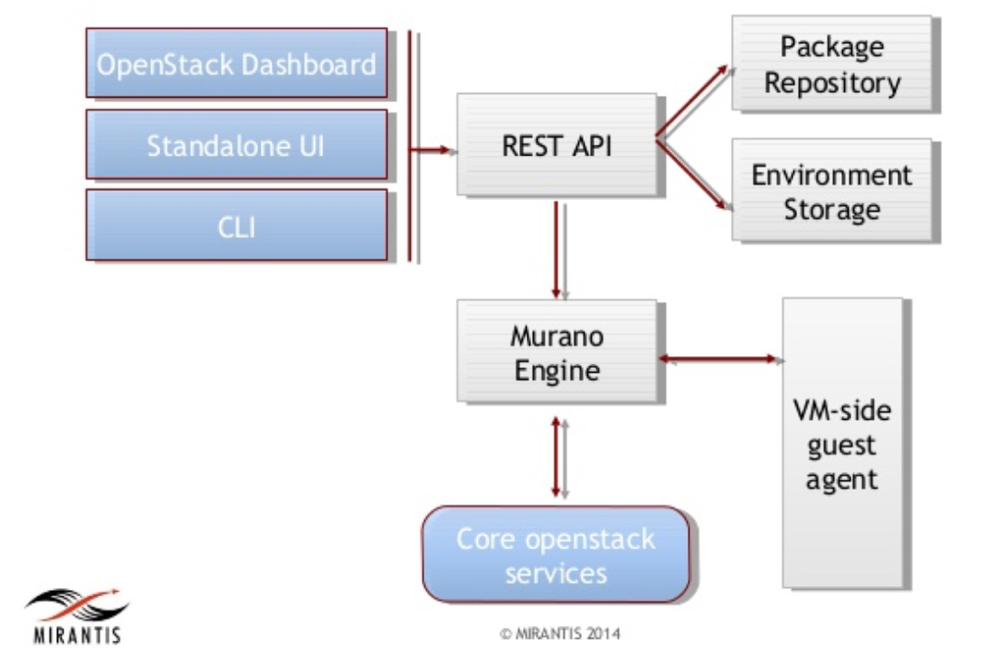 OpenStack Dashboard
Standalone UI
CLI
REST API
Package
Repository
Environment
Storage
Murano
Engine
VM-side
guest
agent
Core openstack
services
MIRANTIS
© MIRANTIS 2014